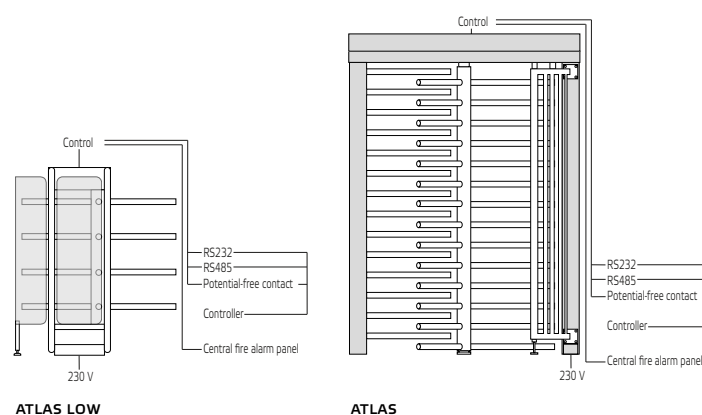 Control
RS232
RS485
Potential-free contact
Controller
Central fire alarm panel
230 V
ATLAS LOW
Control
RS232
RS485
Potential-free contact
Controller
Central fire alarm panel
230 V
ATLAS